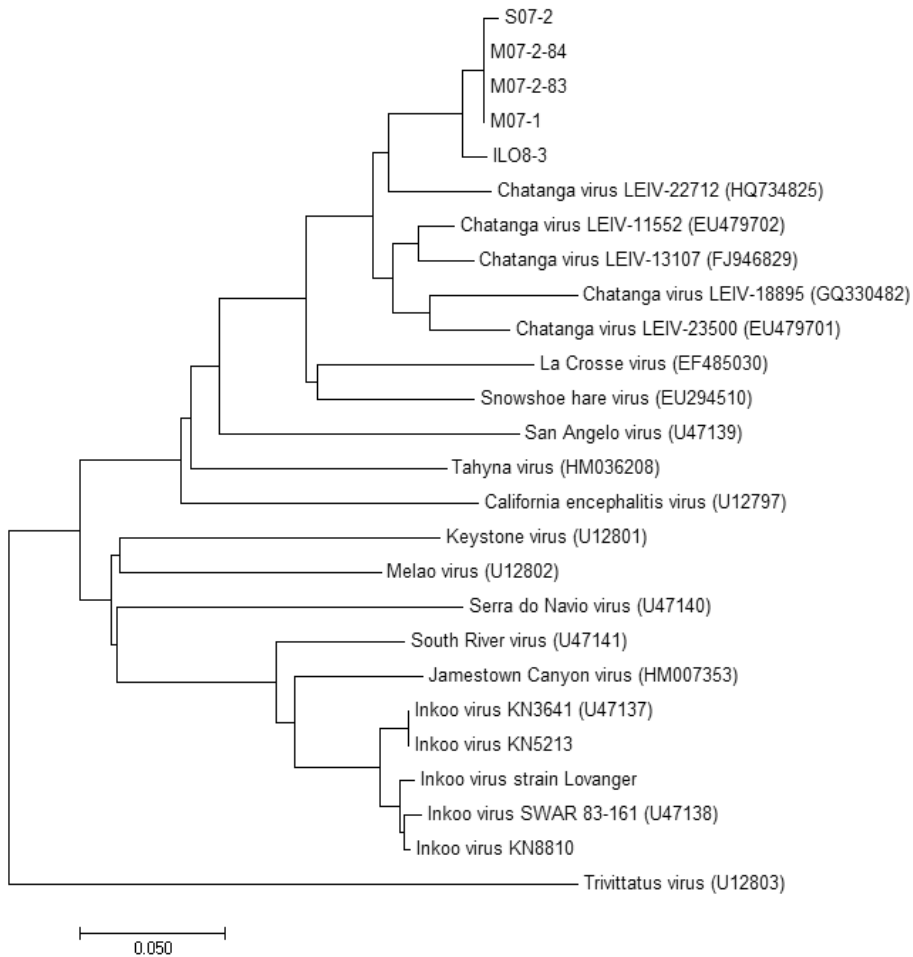 S07-2
M07-2-84
M07-2-83
M07-1
ILO8-3
Chatanga virus LEIV-22712 (HQ734825)
Chatanga virus LEIV-11552 (EU479702)
Chatanga virus LEIV-13107 (FJ946829)
Chatanga virus LEIV-18895 (GQ330482)
Chatanga virus LEIV-23500 (EU479701)
La Crosse virus (EF485030)
Snowshoe hare virus (EU294510)
San Angelo virus (U47139)
Tahyna virus (HM036208)
California encephalitis virus (U12797)
Keystone virus (U12801)
Melao virus (U12802)
Serra do Navio virus (U47140)
South River virus (U47141)
Jamestown Canyon virus (HM007353)
Inkoo virus KN3641 (U47137)
Inkoo virus KN5213
Inkoo virus strain Lovanger
Inkoo virus SWAR 83-161 (U47138)
Inkoo virus KN8810
Trivittatus virus (U12803)
0.050